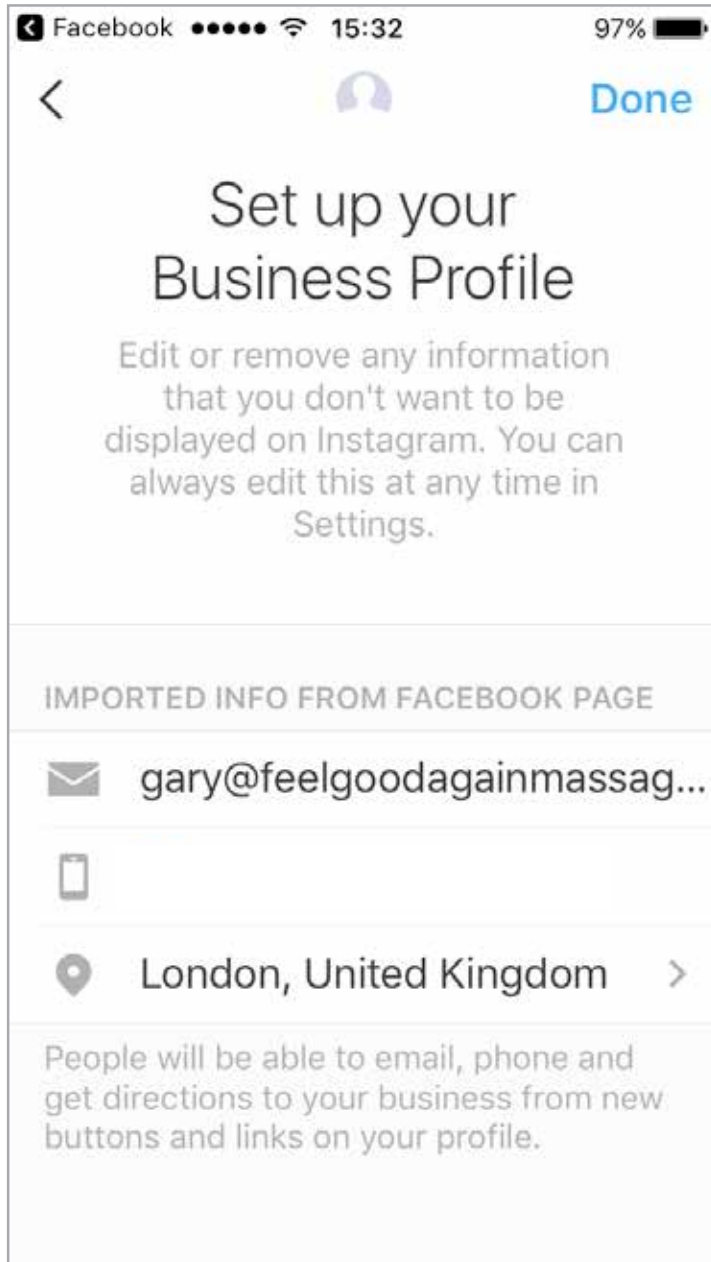 Facebook 15:32 97%
Done
Set up your
Business Profile
Edit or remove any information
that you don't want to be
displayed on Instagram. You can
always edit this at any time in
Settings.
IMPORTED INFO FROM FACEBOOK PAGE
gary@feelgoodagainmassag...
London, United Kingdom
People will be able to email, phone and
get directions to your business from new
buttons and links on your profile.